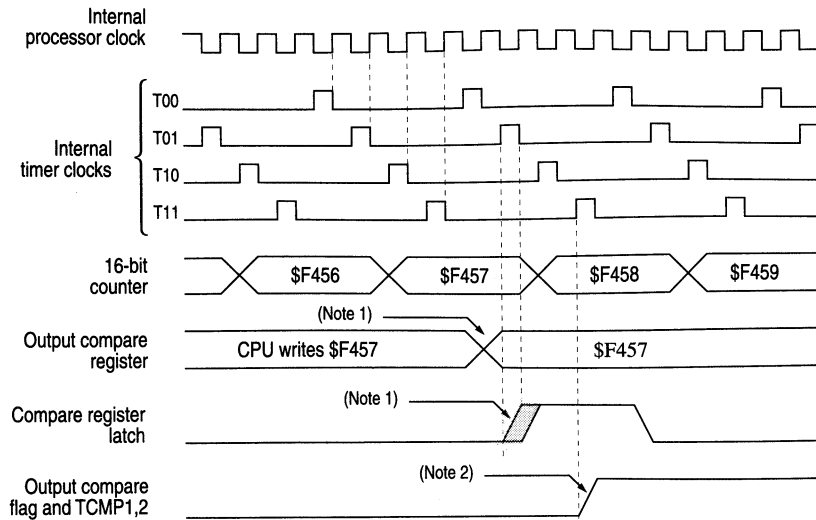 Internal
processor clock
T00
T01
Internal
timer clocks
T10
T11
16-bit
counter
$F456
$F457
$F458
$F459
(Note 1)
Output compare
register
CPU writes $F457
$F457
(Note 1)
Compare register
latch
(Note 2)
Output compare
flag and TCMP1,2